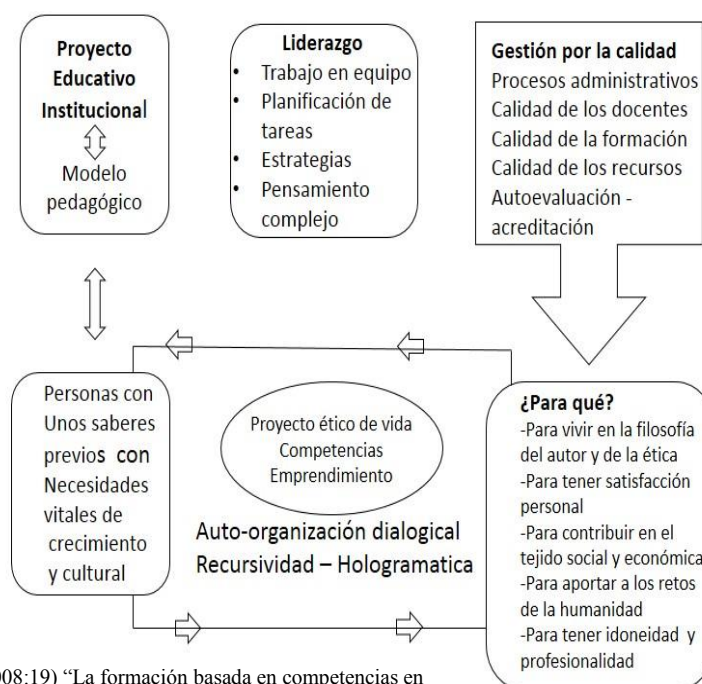 Proyecto
Educativo
Institucional
Modelo
pedagógico
Liderazgo
• Trabajo en equipo
• Planificación de
tareas
• Estrategias
• Pensamiento
complejo
Gestión por la calidad
Procesos administrativos
Calidad de los docentes
Calidad de la formación
Calidad de los recursos
Autoevaluación -
acreditación
Personas con
Unos saberes
previos con
Necesidades
vitales de
crecimiento
y cultural
Proyecto ético de vida
Competencias
Emprendimiento
Auto-organización dialogical
Recursividad – Hologramatica
¿Para qué?
-Para vivir en la filosofía
del autor y de la ética
-Para tener satisfacción
personal
-Para contribuir en el
tejido social y económica
-Para aportar a los retos
de la humanidad
-Para tener idoneidad y
profesionalidad
008:19) “La formación basada en competencias en